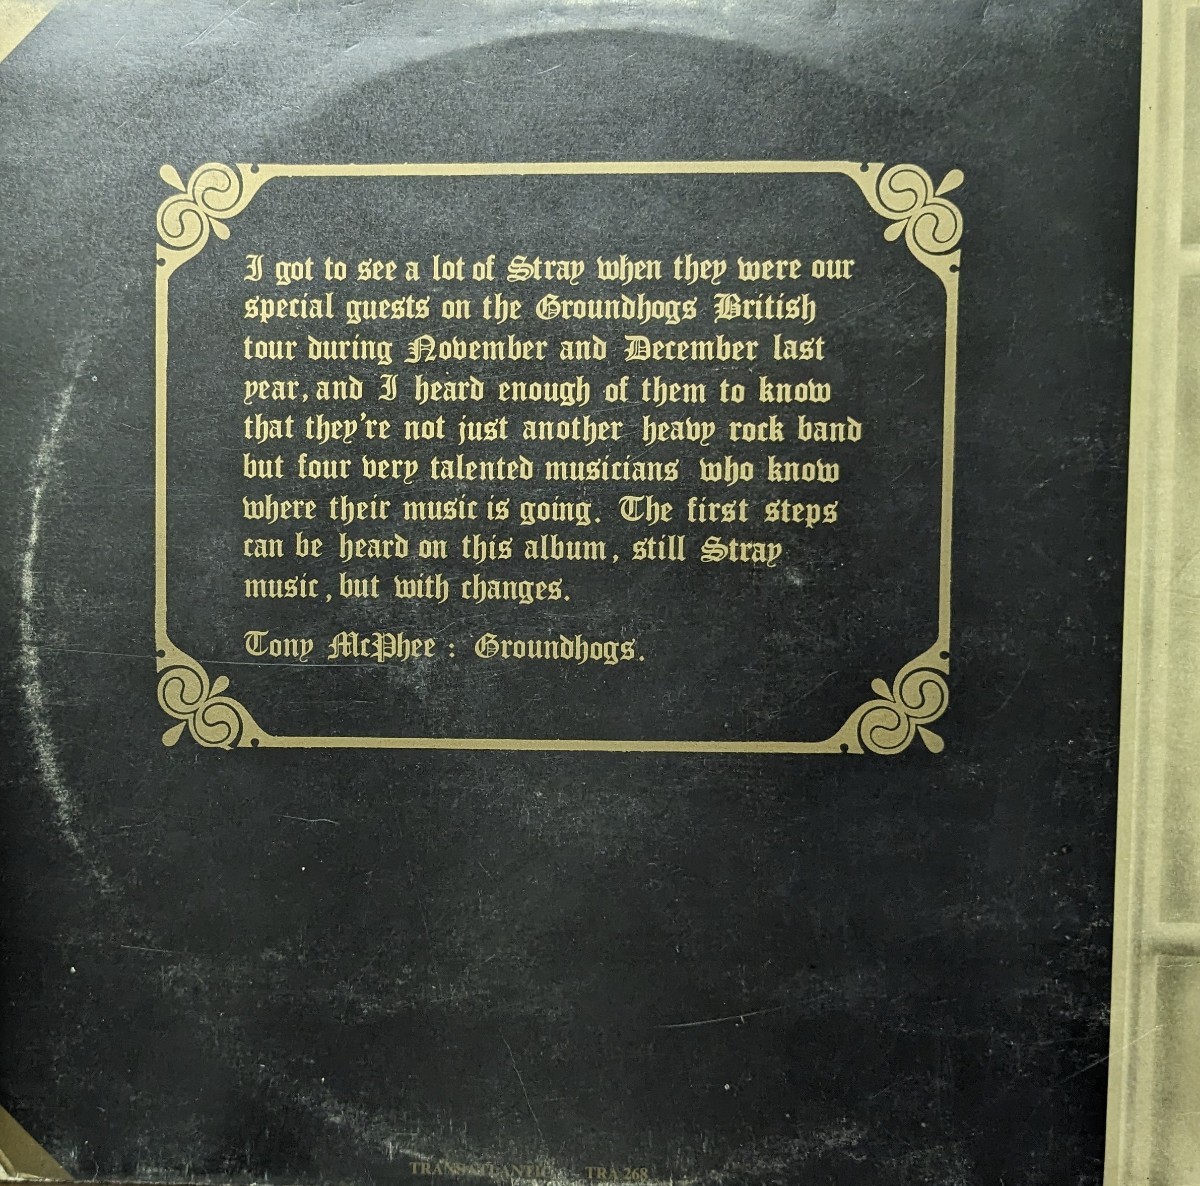 I got to see a lot of Stray when they were our
special guests on the Groundhogs British
tour during November and December last
year, and I heard enough of them to know
that they're not just another heavy rock band
but four very talented musicians who know
where their music is going. The first steps
can be heard on this album, still Stray
music, but with changes.
Tony McPhee : Groundhogs.
TRANSATLANTIC TRA 268